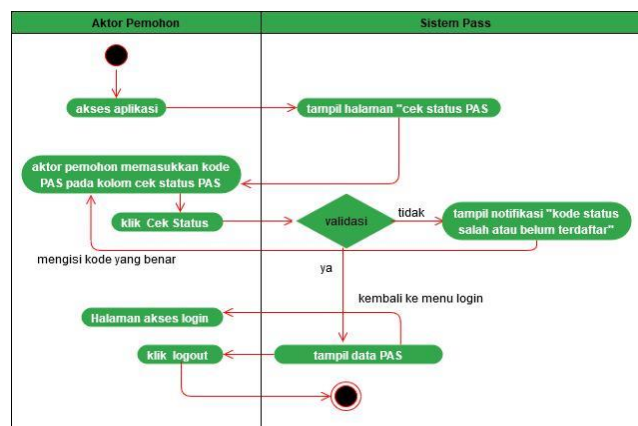 Aktor Pemohon
Sistem Pass
akses aplikasi
tampil halaman "cek status PAS
aktor pemohon memasukkan kode
PAS pada kolom cek status PAS
klik Cek Status
validasi
tidak
tampil notifikasi "kode status
salah atau belum terdaftar"
mengisi kode yang benar
ya
kembali ke menu login
Halaman akses login
klik logout
tampil data PAS